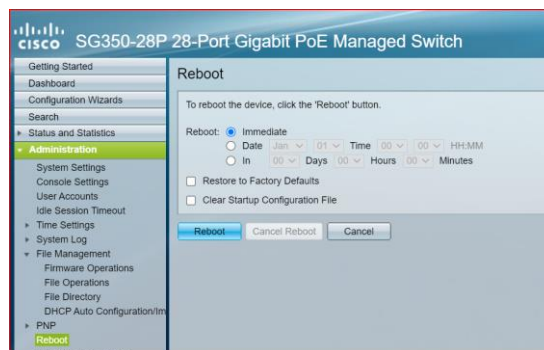 cisco SG350-28P 28-Port Gigabit PoE Managed Switch
Getting Started
Dashboard
Configuration Wizards
Search
Status and Statistics
Administration
System Settings
Console Settings
User Accounts
Idle Session Timeout
Time Settings
System Log
File Management
Firmware Operations
File Operations
File Directory
DHCP Auto Configuration/Im
PNP
Reboot
Reboot
To reboot the device, click the 'Reboot' button.
Reboot: Immediate
Date Jan 01 Time 00 00 HH:MM
In 00 Days 00 Hours 00 Minutes
Restore to Factory Defaults
Clear Startup Configuration File
Reboot Cancel Reboot Cancel